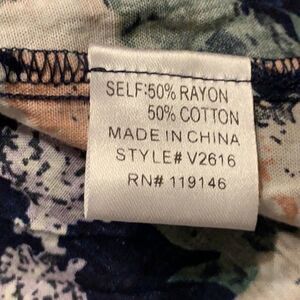 SELF:50% RAYON
50% COTTON
MADE IN CHINA
STYLE# V2616
RN# 119146